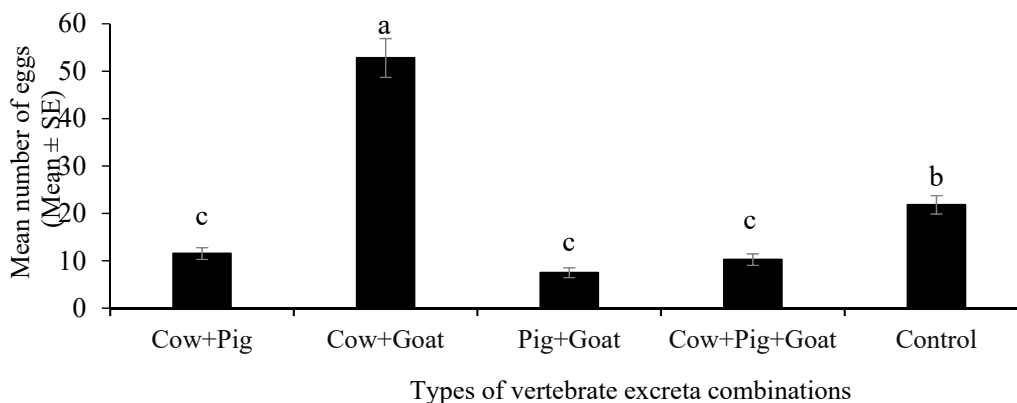 Mean number of eggs
(Mean ± SE)
60
50
40
30
20
10
0
c
a
c
c
b
Cow+Pig
Cow+Goat
Pig+Goat
Cow+Pig+Goat
Control
Types of vertebrate excreta combinations